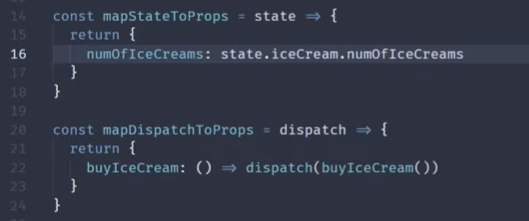 14 const mapStateToProps = state => {
15 return {
16 numOfIceCreams: state.iceCream.numOfIceCreams
17 }
18 }
19
20 const mapDispatchToProps = dispatch => {
21 return {
22 buyIceCream: () => dispatch(buyIceCream())
23 }
24 }